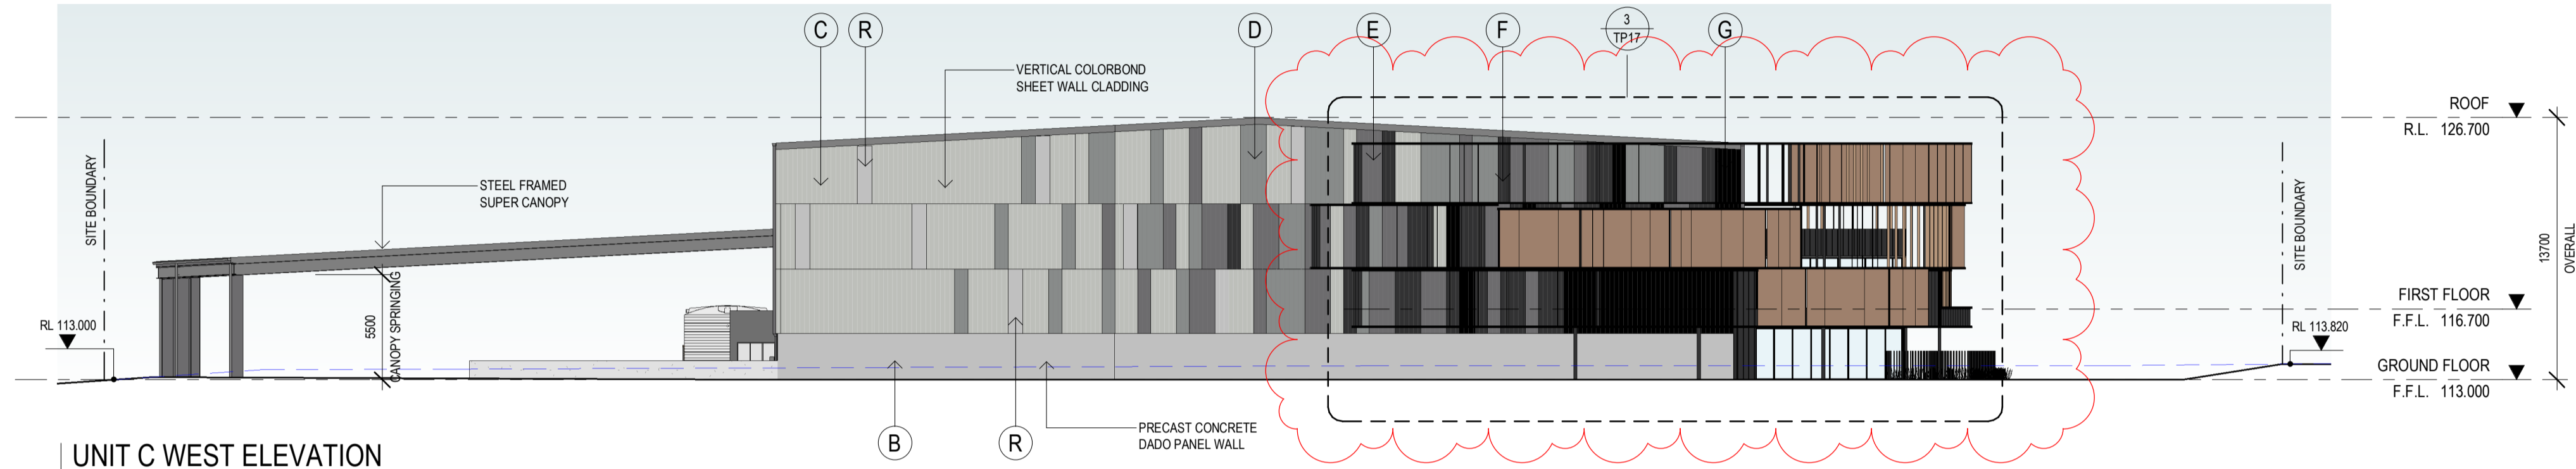 C
R
D
E
F
3
TP17
G
VERTICAL COLORBOND
SHEET WALL CLADDING
ROOF
R.L. 126.700
SITE BOUNDARY
STEEL FRAMED
SUPER CANOPY
SITE BOUNDARY
13700
OVERALL
RL 113.000
5500
CANOPY SPRINGING
FIRST FLOOR
F.F.L. 116.700
RL 113.820
GROUND FLOOR
F.F.L. 113.000
B
R
PRECAST CONCRETE
DADO PANEL WALL
UNIT C WEST ELEVATION